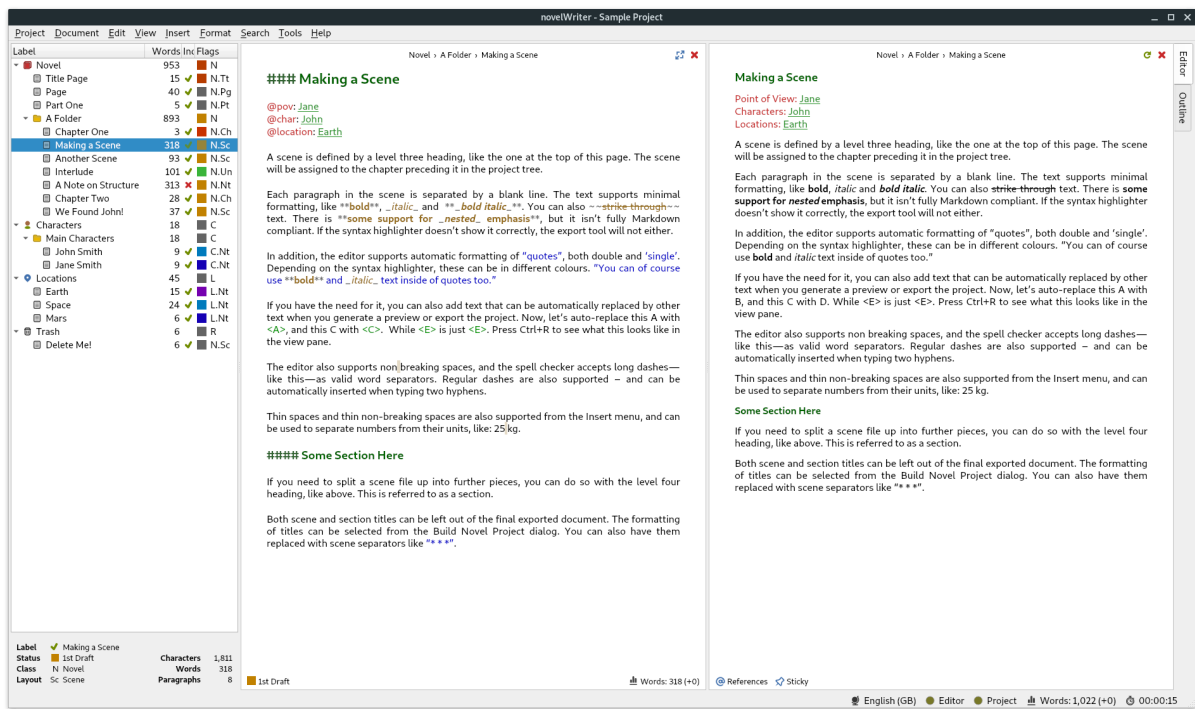 novelWriter - Sample Project
Project Document Edit View Insert Format Search Tools Help
Label Words Inc Flags
Novel 953 N
Title Page 15 N.Tt
Page 40 N.Pg
Part One 5 N.Pt
A Folder 893 N
Chapter One 3 N.Ch
Making a Scene 318 N.Sc
Another Scene 93 N.Sc
Interlude 101 N.Un
A Note on Structure 313 N.Nt
Chapter Two 28 N.Ch
We Found John! 37 N.Sc
Characters 18 C
Main Characters 18 C
John Smith 9 C.Nt
Jane Smith 9 C.Nt
Locations 45 L
Earth 15 L.Nt
Space 24 L.Nt
Mars 6 L.Nt
Trash 6 R
Delete Me! 6 N.Sc
Label Making a Scene
Status 1st Draft Characters 1,811
Class N Novel Words 318
Layout Sc Scene Paragraphs 8
Novel › A Folder › Making a Scene
### Making a Scene
@pov: Jane
@char: John
@location: Earth
A scene is defined by a level three heading, like the one at the top of this page. The scene
will be assigned to the chapter preceding it in the project tree.
Each paragraph in the scene is separated by a blank line. The text supports minimal
formatting, like **bold**, _italic_ and **_bold italic_**. You can also ~~strike through~~
text. There is **some support for _nested_ emphasis**, but it isn’t fully Markdown
compliant. If the syntax highlighter doesn’t show it correctly, the export tool will not either.
In addition, the editor supports automatic formatting of “quotes”, both double and ‘single’.
Depending on the syntax highlighter, these can be in different colours. “You can of course
use **bold** and _italic_ text inside of quotes too.”
If you have the need for it, you can also add text that can be automatically replaced by other
text when you generate a preview or export the project. Now, let’s auto-replace this A with
<A>, and this C with <C>. While <E> is just <E>. Press Ctrl+R to see what this looks like in
the view pane.
The editor also supports non breaking spaces, and the spell checker accepts long dashes—
like this—as valid word separators. Regular dashes are also supported – and can be
automatically inserted when typing two hyphens.
Thin spaces and thin non-breaking spaces are also supported from the Insert menu, and can
be used to separate numbers from their units, like: 25 kg.
#### Some Section Here
If you need to split a scene file up into further pieces, you can do so with the level four
heading, like above. This is referred to as a section.
Both scene and section titles can be left out of the final exported document. The formatting
of titles can be selected from the Build Novel Project dialog. You can also have them
replaced with scene separators like “* * *”.
1st Draft Words: 318 (+0)
Novel › A Folder › Making a Scene
Making a Scene
Point of View: Jane
Characters: John
Locations: Earth
A scene is defined by a level three heading, like the one at the top of this page. The scene
will be assigned to the chapter preceding it in the project tree.
Each paragraph in the scene is separated by a blank line. The text supports minimal
formatting, like bold, italic and bold italic. You can also strike through text. There is some
support for nested emphasis, but it isn’t fully Markdown compliant. If the syntax highlighter
doesn’t show it correctly, the export tool will not either.
In addition, the editor supports automatic formatting of “quotes”, both double and ‘single’.
Depending on the syntax highlighter, these can be in different colours. “You can of course
use bold and italic text inside of quotes too.”
If you have the need for it, you can also add text that can be automatically replaced by other
text when you generate a preview or export the project. Now, let’s auto-replace this A with
B, and this C with D. While <E> is just <E>. Press Ctrl+R to see what this looks like in the
view pane.
The editor also supports non breaking spaces, and the spell checker accepts long dashes—
like this—as valid word separators. Regular dashes are also supported – and can be
automatically inserted when typing two hyphens.
Thin spaces and thin non-breaking spaces are also supported from the Insert menu, and can
be used to separate numbers from their units, like: 25 kg.
Some Section Here
If you need to split a scene file up into further pieces, you can do so with the level four
heading, like above. This is referred to as a section.
Both scene and section titles can be left out of the final exported document. The formatting
of titles can be selected from the Build Novel Project dialog. You can also have them
replaced with scene separators like “* * *”.
References Sticky
Editor
Outline
English (GB) Editor Project Words: 1,022 (+0) 00:00:15